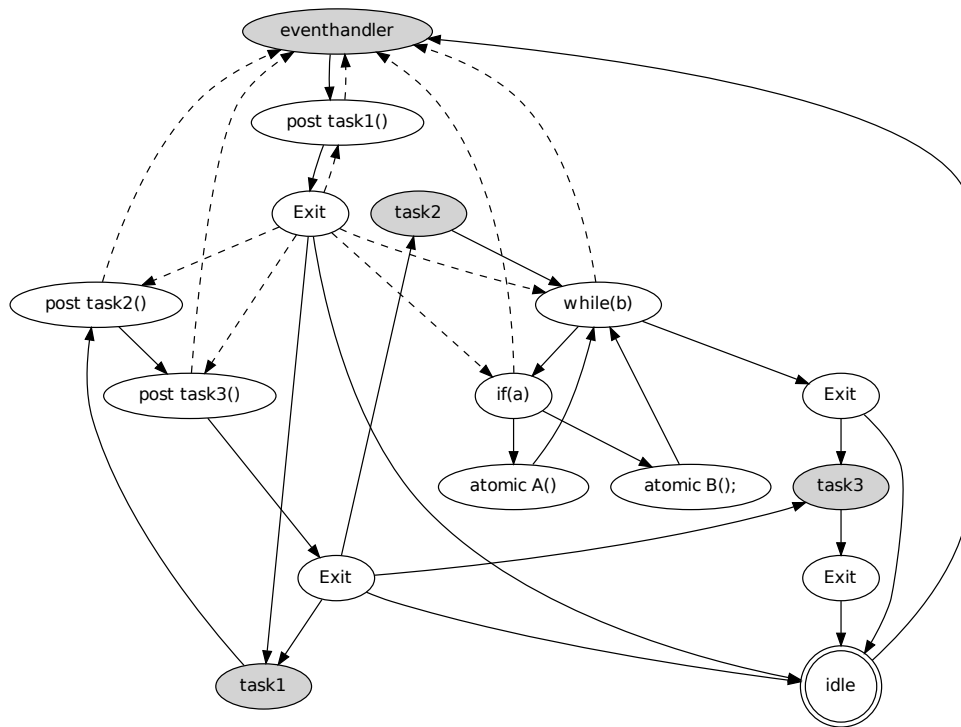 eventhandler
post task1()
Exit
task2
post task2()
while(b)
post task3()
if(a)
Exit
atomic A()
atomic B();
task3
Exit
Exit
task1
idle